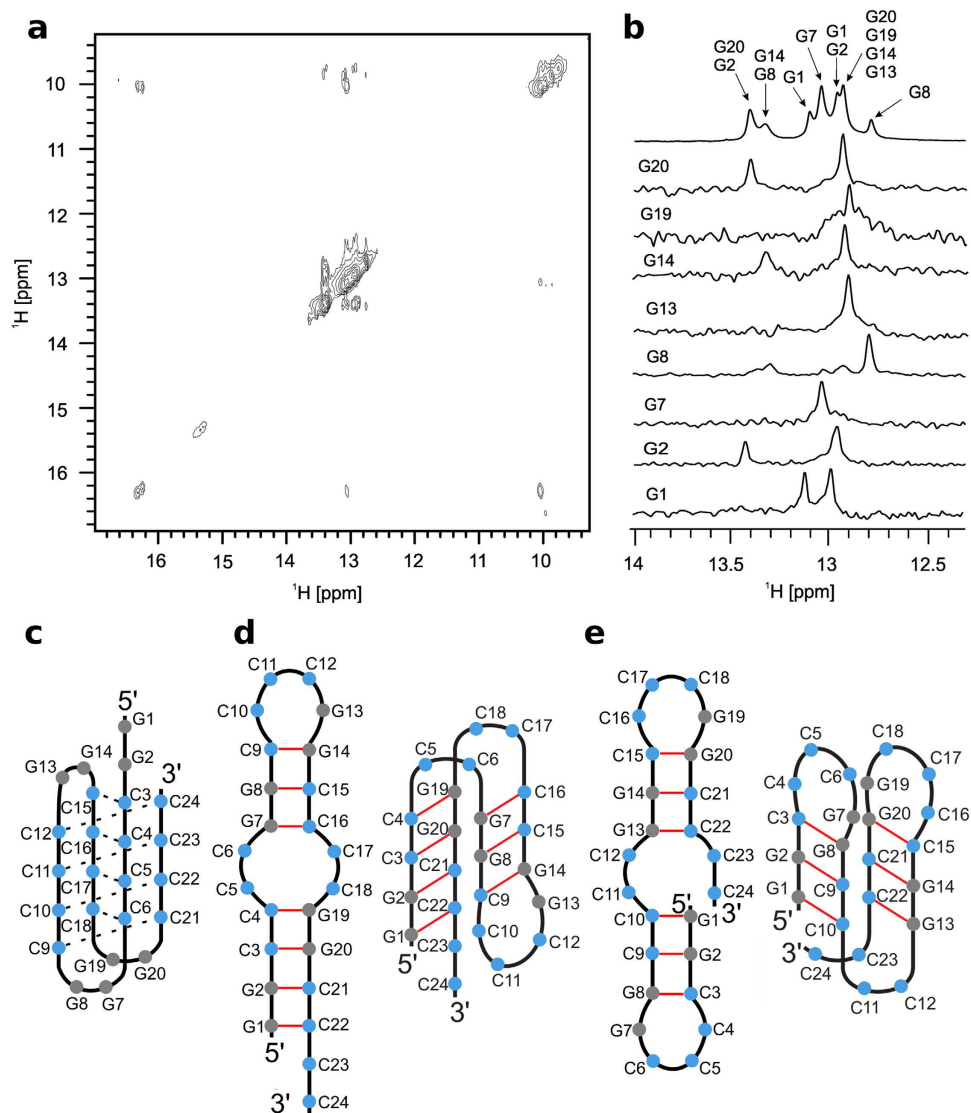 a
10
11
12
13
14
15
16
¹H [ppm]
16
14
13
12
11
10
¹H [ppm]
b
G20
G2
G14
G8
G1
G7
G1
G2
G20
G19
G14
G13
G8
G20
G19
G14
G13
G8
G7
G2
G1
14
13.5
13
12.5
¹H [ppm]
c
5'
G1
G2
3'
G14
G13
C15
C3
C24
C12
C16
C4
C23
C11
C17
C5
C22
C10
C18
C6
C21
C9
G19
G20
G8
G7
d
C11
C12
C10
G13
C9
G14
G8
C15
G7
C16
C6
C17
C5
C18
C4
G19
C3
G20
G2
C21
G1
C22
5'
C23
3'
C24
C18
C17
C5
C6
G19
C16
C4
G7
G20
C15
C3
G8
C21
G14
G2
C9
C22
G13
G1
C10
C12
5'
C23
C11
C24
3'
e
C17
C18
C16
G19
C15
G20
G14
C21
G13
C22
C12
C23
C11
C24
C10
5'
G1
3'
C9
G2
G8
C3
G7
C4
C6
C5
C5
C18
C4
C6
G19
C17
C3
G7
G20
C16
G2
G8
C15
C21
G1
C9
G14
C22
5'
C10
G13
3'
C24
C23
C11
C12